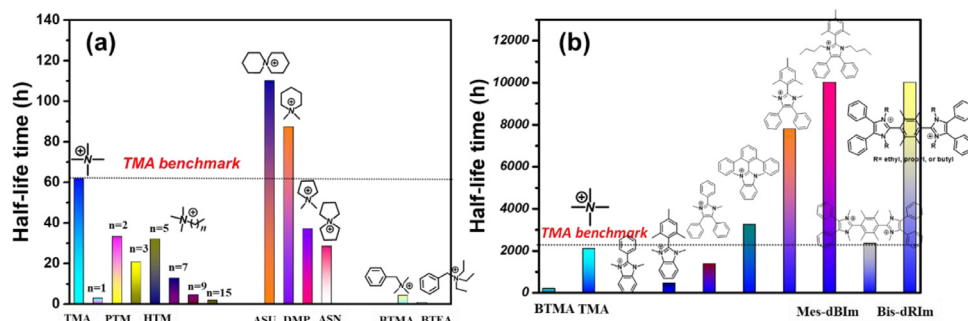 (a)
Half-life time (h)
140
120
100
80
60
40
20
0
TMA benchmark
n=1
n=2
n=3
n=5
n=7
n=9
n=15
TMA
PTM
HTM
ASU
DMP
ASN
BTMA
BTEA
(b)
Half-life time (h)
12000
10000
8000
6000
4000
2000
0
TMA benchmark
R= ethyl, propyl, or butyl
BTMA TMA
Mes-dBIm
Bis-dRIm